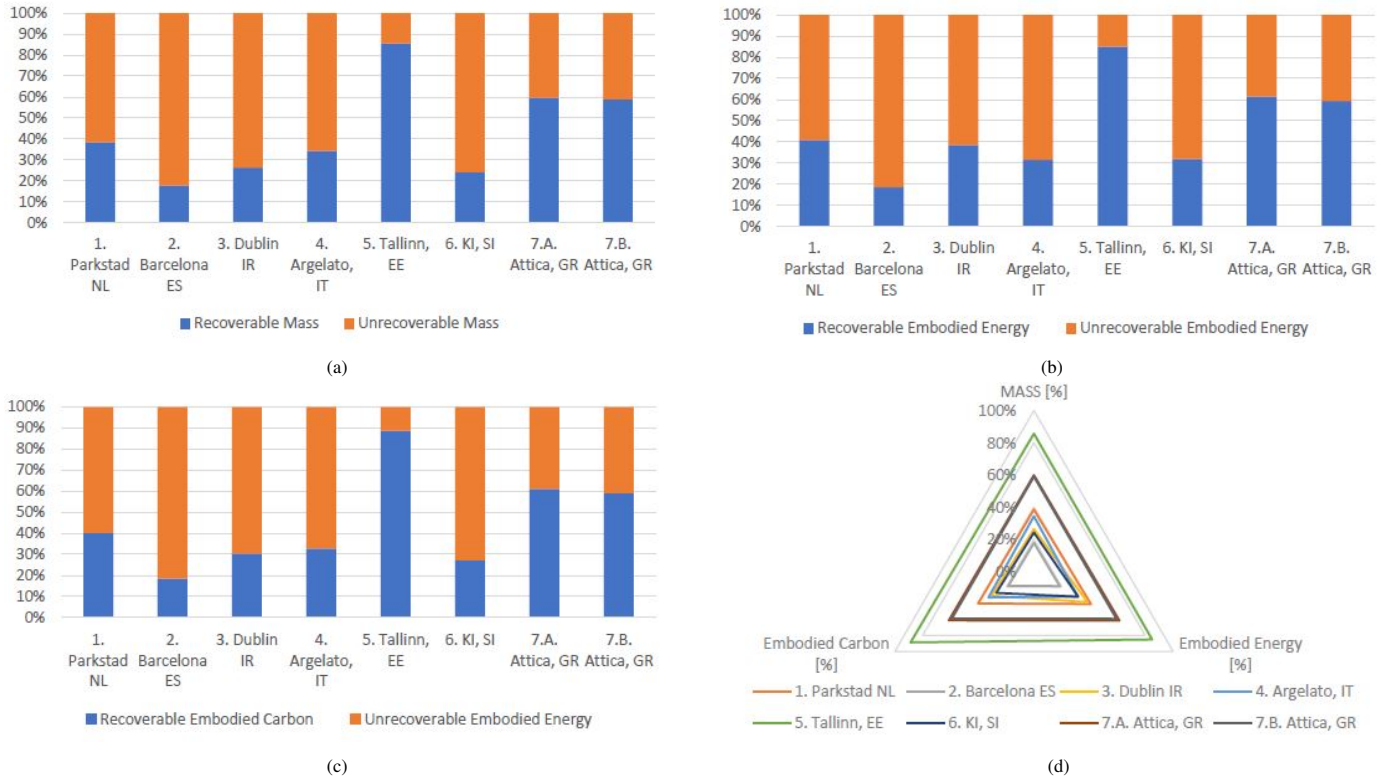 100%
90%
80%
70%
60%
50%
40%
30%
20%
10%
0%
1. Parkstad NL
2. Barcelona ES
3. Dublin IR
4. Argelato, IT
5. Tallinn, EE
6. KI, SI
7.A. Attica, GR
7.B. Attica, GR
Recoverable Mass Unrecoverable Mass
(a)
100%
90%
80%
70%
60%
50%
40%
30%
20%
10%
0%
1. Parkstad NL
2. Barcelona ES
3. Dublin IR
4. Argelato, IT
5. Tallinn, EE
6. KI, SI
7.A. Attica, GR
7.B. Attica, GR
Recoverable Embodied Energy Unrecoverable Embodied Energy
(b)
100%
90%
80%
70%
60%
50%
40%
30%
20%
10%
0%
1. Parkstad NL
2. Barcelona ES
3. Dublin IR
4. Argelato, IT
5. Tallinn, EE
6. KI, SI
7.A. Attica, GR
7.B. Attica, GR
Recoverable Embodied Carbon Unrecoverable Embodied Energy
(c)
MASS [%]
100%
80%
60%
40%
20%
0%
Embodied Carbon
[%]
Embodied Energy
[%]
1. Parkstad NL 2. Barcelona ES 3. Dublin IR 4. Argelato, IT
5. Tallinn, EE 6. KI, SI 7.A. Attica, GR 7.B. Attica, GR
(d)